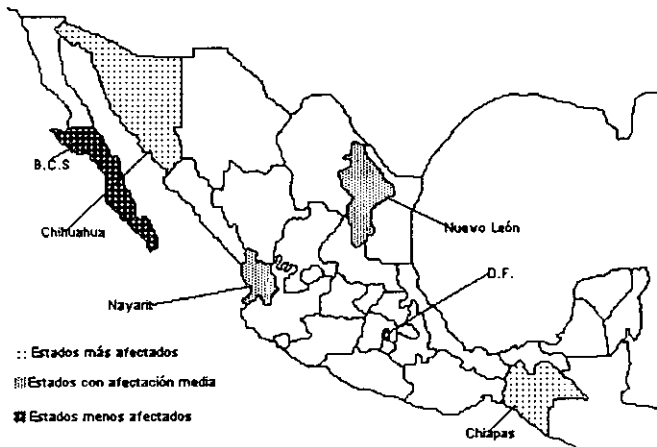 B.C.S
Chihuahua
Nuevo León
D.F.
Nayarit
:: Estados más afectados
Estados con afectación media
Estados menos afectados
Chiapas